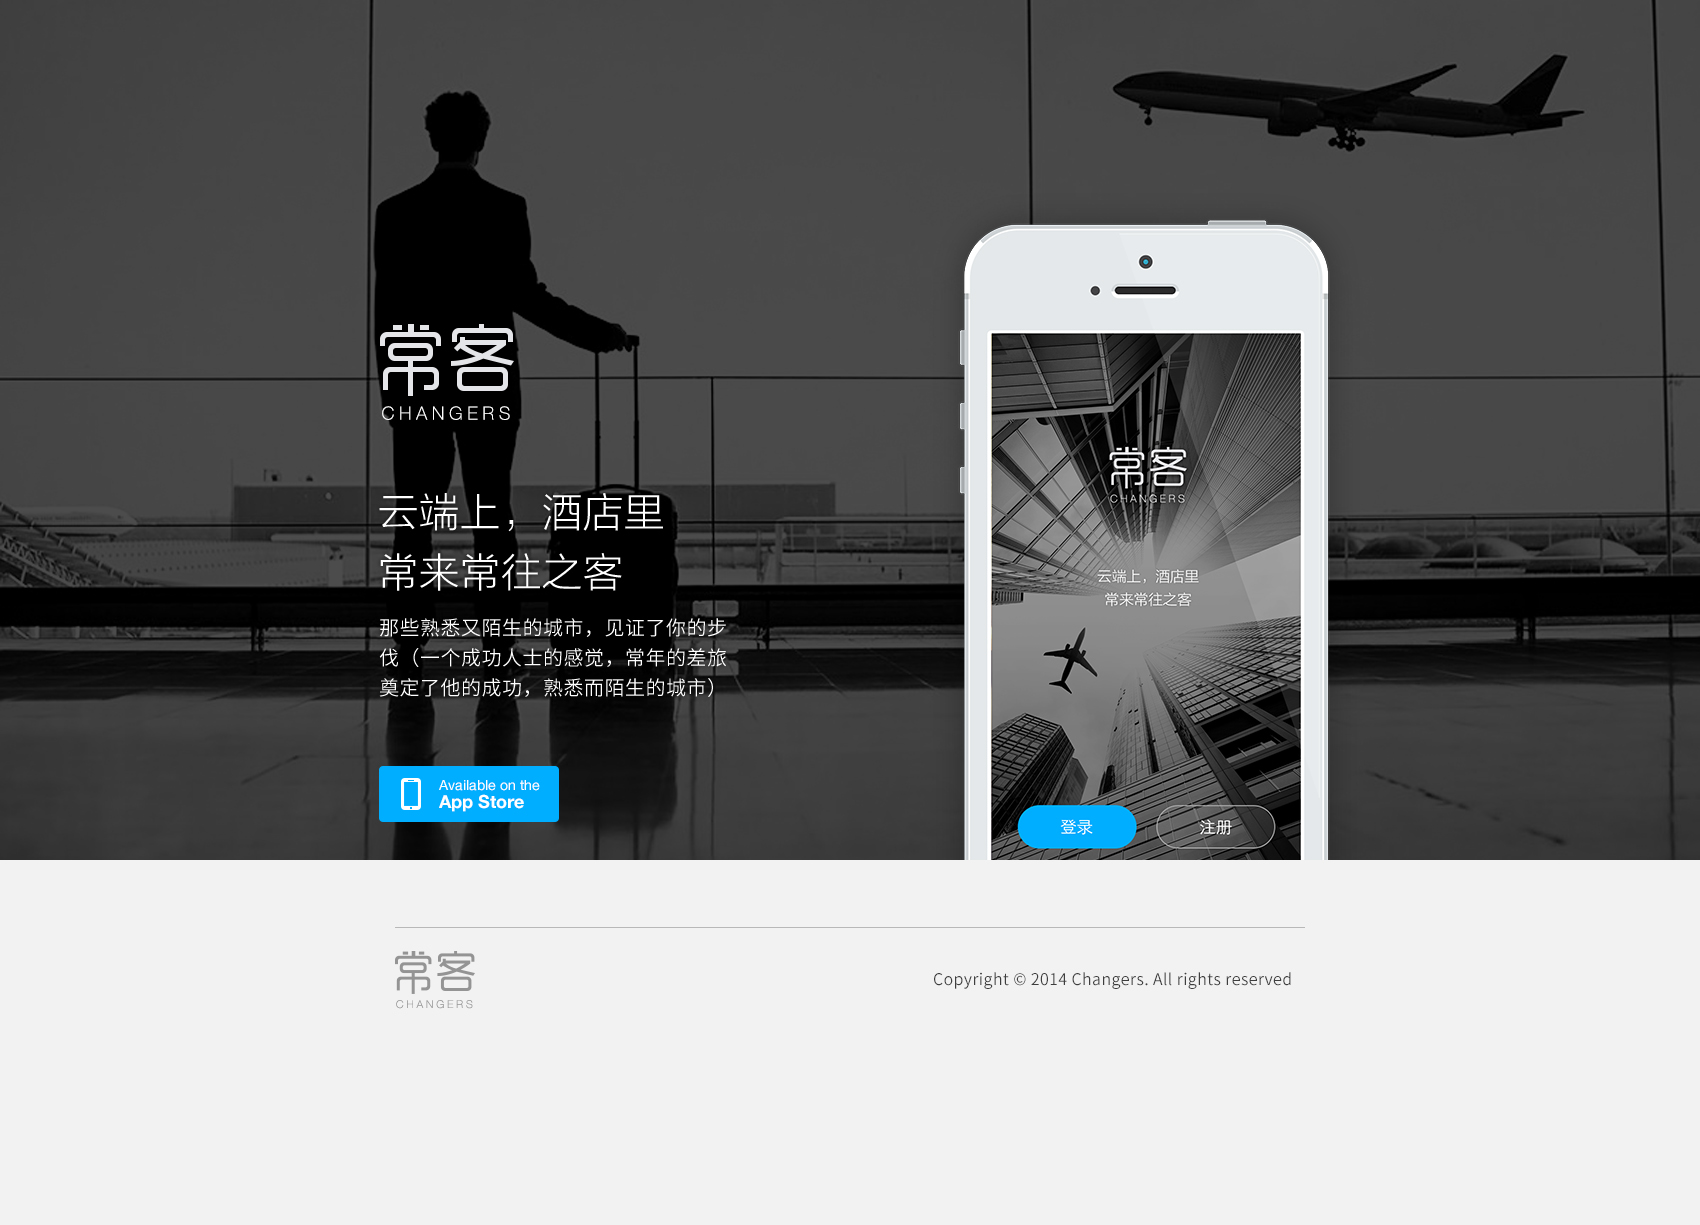 常客
CHANGERS
云端上，酒店里
常来常往之客
那些熟悉又陌生的城市，见证了你的步
伐（一个成功人士的感觉，常年的差旅
奠定了他的成功，熟悉而陌生的城市）
Available on the
App Store
常客
CHANGERS
云端上，酒店里
常来常往之客
登录
注册
常客
CHANGERS
Copyright © 2014 Changers. All rights reserved